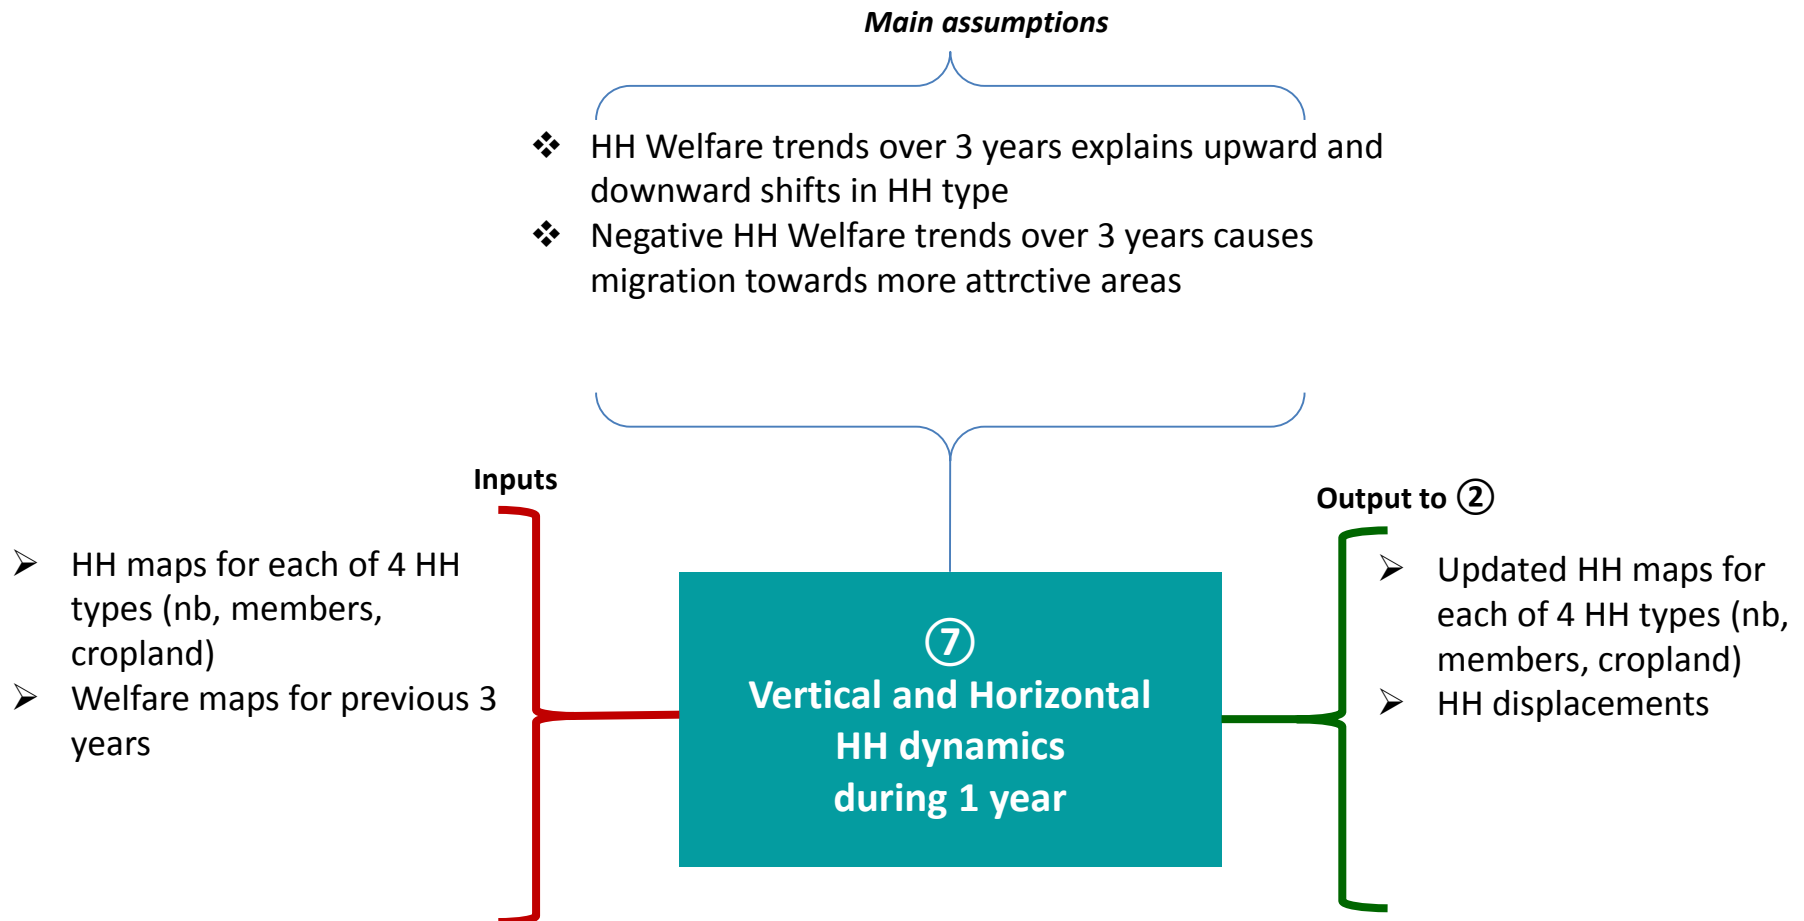 Main assumptions
❖ HH Welfare trends over 3 years explains upward and
downward shifts in HH type
❖ Negative HH Welfare trends over 3 years causes
migration towards more attrctive areas
Inputs
➢ HH maps for each of 4 HH
types (nb, members,
cropland)
➢ Welfare maps for previous 3
years
⑦
Vertical and Horizontal
HH dynamics
during 1 year
Output to ②
➢ Updated HH maps for
each of 4 HH types (nb,
members, cropland)
➢ HH displacements